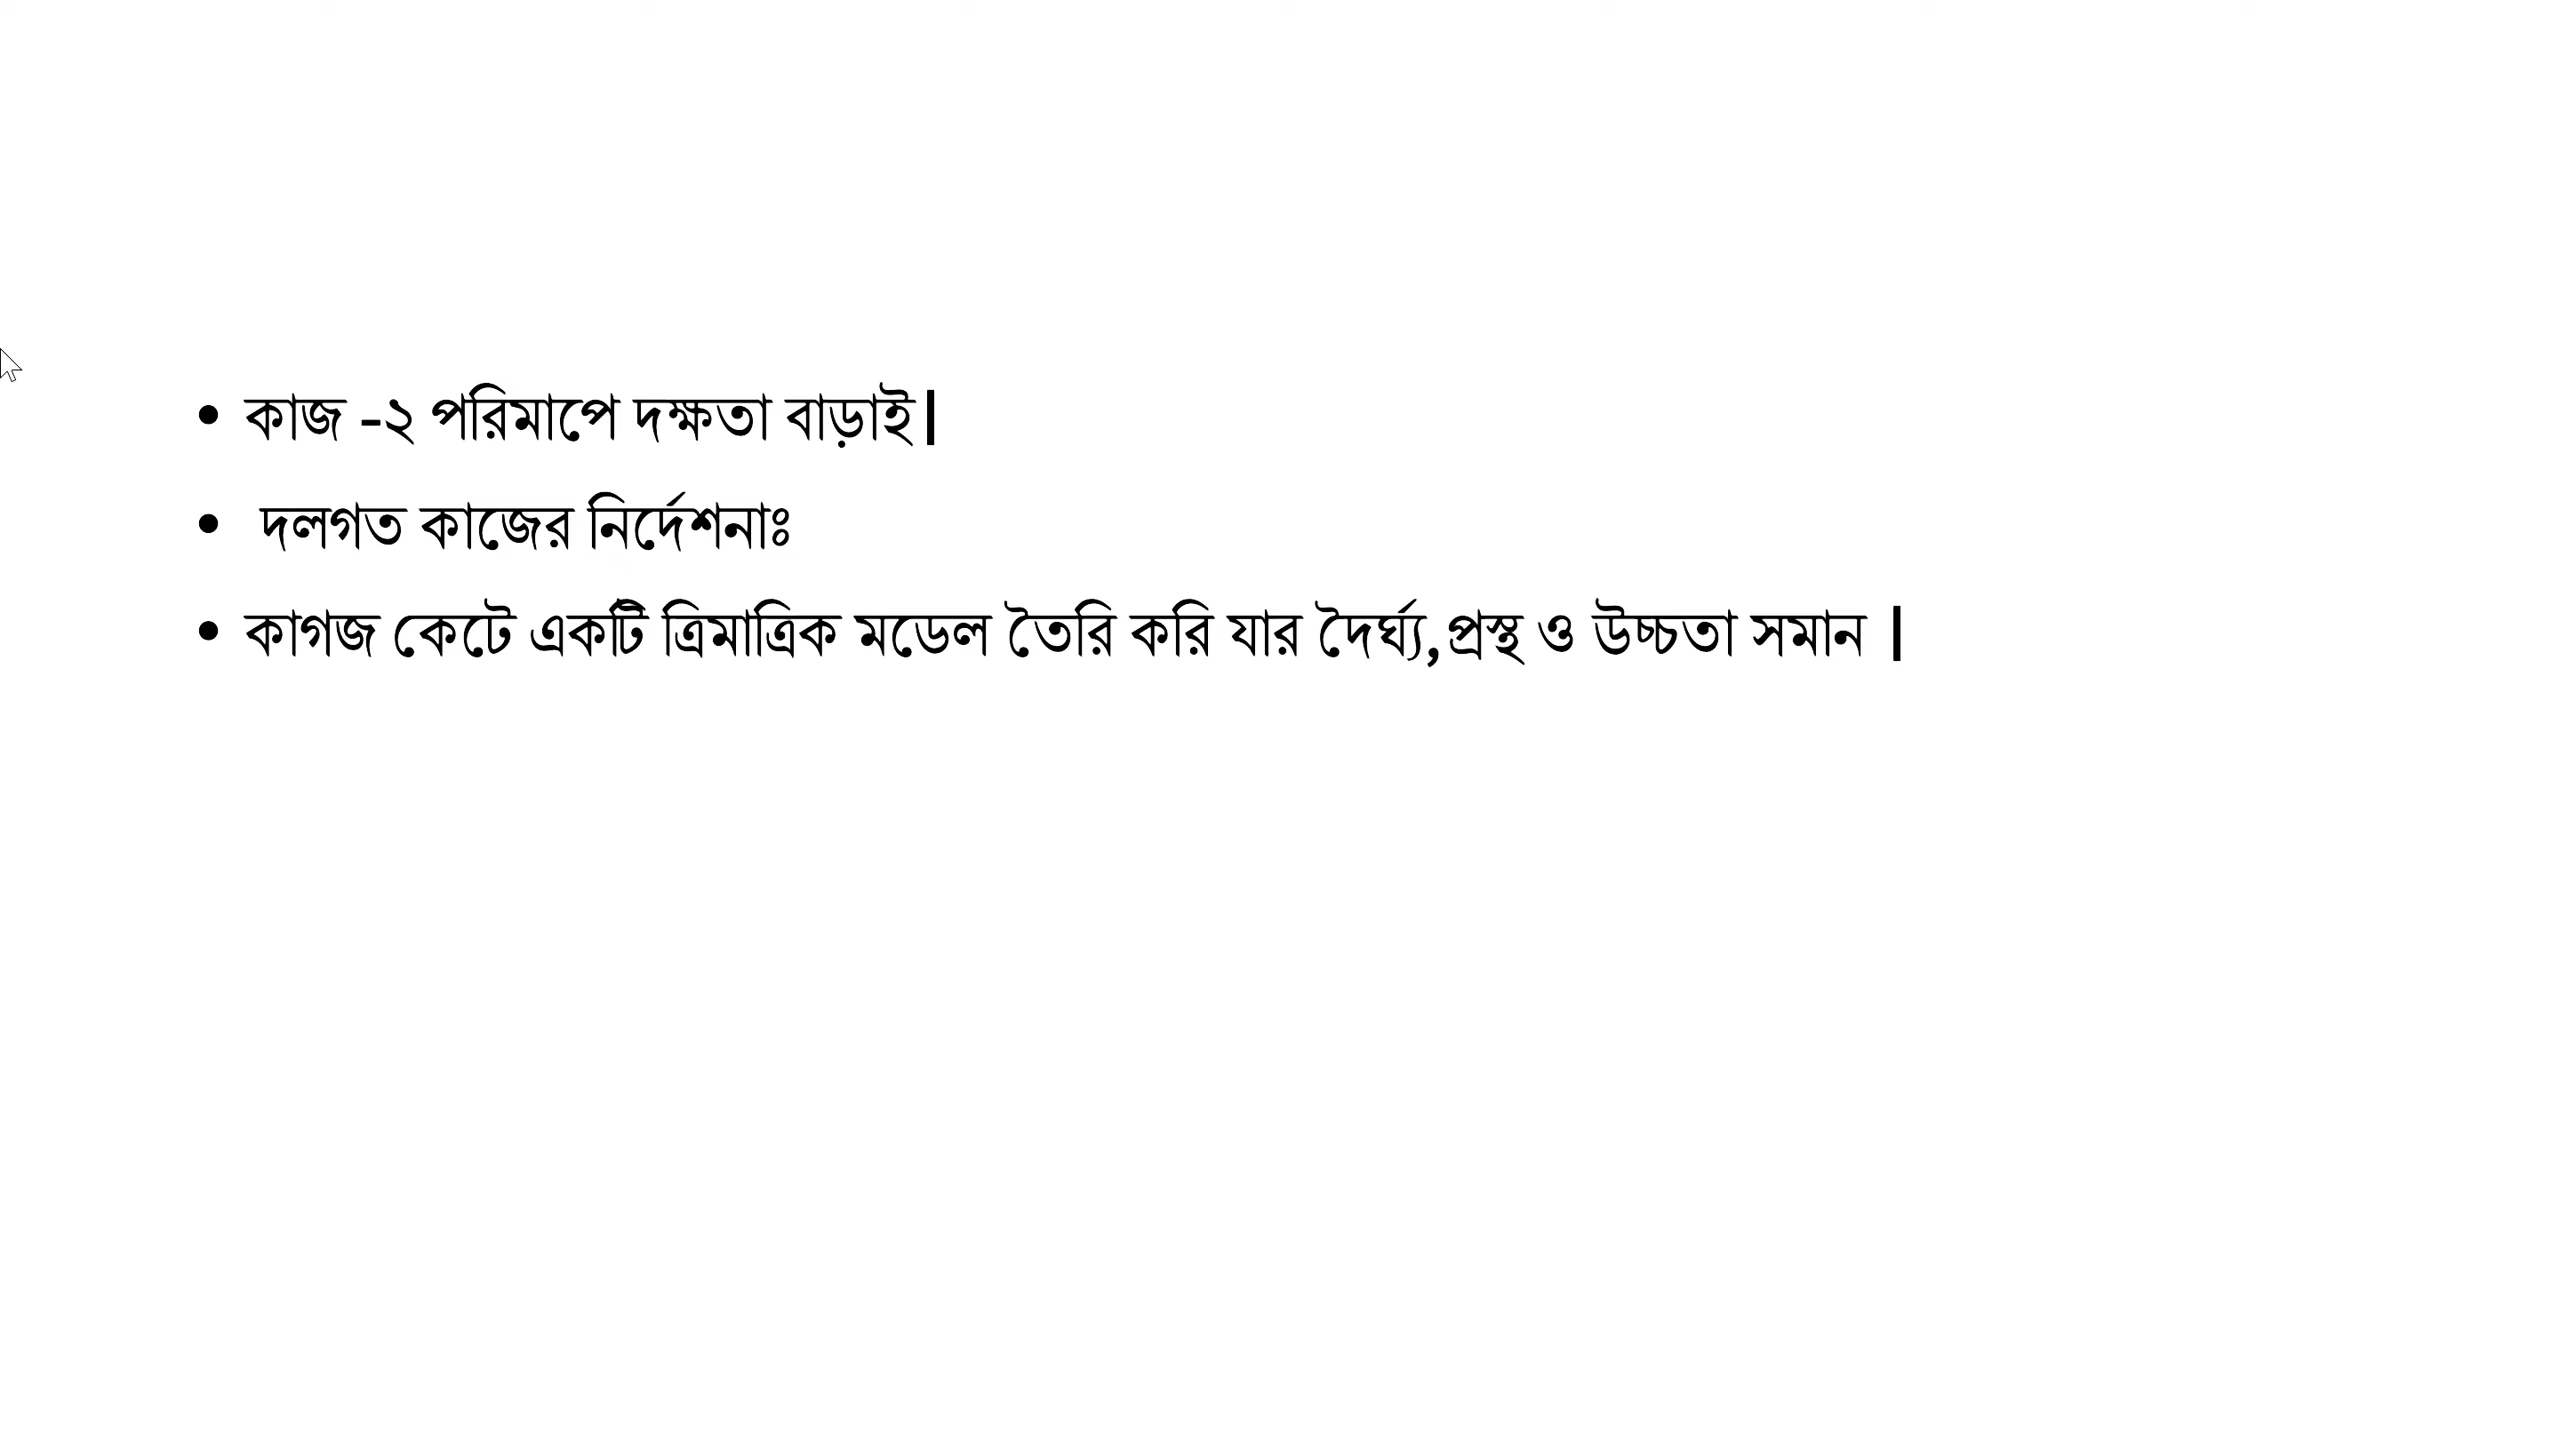 • কাজ -২ পরিমাপে দক্ষতা বাড়াই|
• দলগত কাজের নির্দেশনাঃ
• কাগজ কেটে একটি ত্রিমাত্রিক মডেল তৈরি করি যার দৈর্ঘ্য,প্রস্থ ও উচ্চতা সমান |